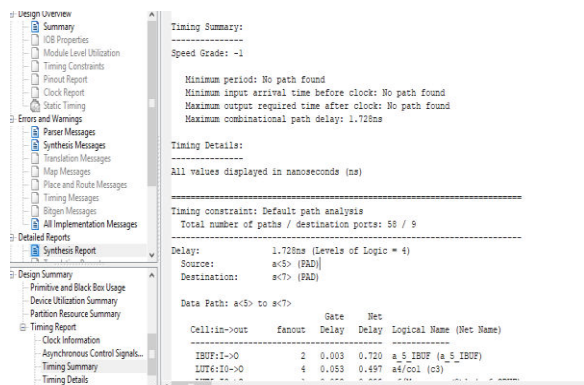 Design Overview
Summary
IOB Properties
Module Level Utilization
Timing Constraints
Pinout Report
Clock Report
Static Timing
Errors and Warnings
Parser Messages
Synthesis Messages
Translation Messages
Map Messages
Place and Route Messages
Timing Messages
Bitgen Messages
All Implementation Messages
Detailed Reports
Synthesis Report
Design Summary
Primitive and Black Box Usage
Device Utilization Summary
Partition Resource Summary
Timing Report
Clock Information
Asynchronous Control Signals...
Timing Summary
Timing Details
Timing Summary:
---------------
Speed Grade: -1
Minimum period: No path found
Minimum input arrival time before clock: No path found
Maximum output required time after clock: No path found
Maximum combinational path delay: 1.728ns
Timing Details:
---------------
All values displayed in nanoseconds (ns)
Timing constraint: Default path analysis
Total number of paths / destination ports: 58 / 9
Delay: 1.728ns (Levels of Logic = 4)
Source: a<5> (PAD)
Destination: s<7> (PAD)
Data Path: a<5> to s<7>
Gate Net
Cell:in->out fanout Delay Delay Logical Name (Net Name)
IBUF:I->O 2 0.003 0.720 a_5_IBUF (a_5_IBUF)
LUT6:I0->O 4 0.053 0.497 a4/co1 (c3)